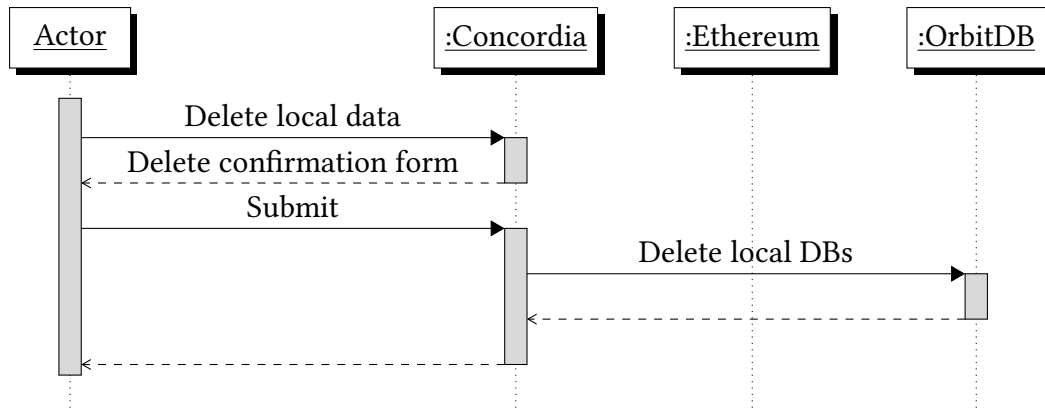 Actor
:Concordia
:Ethereum
:OrbitDB
Delete local data
Delete confirmation form
Submit
Delete local DBs